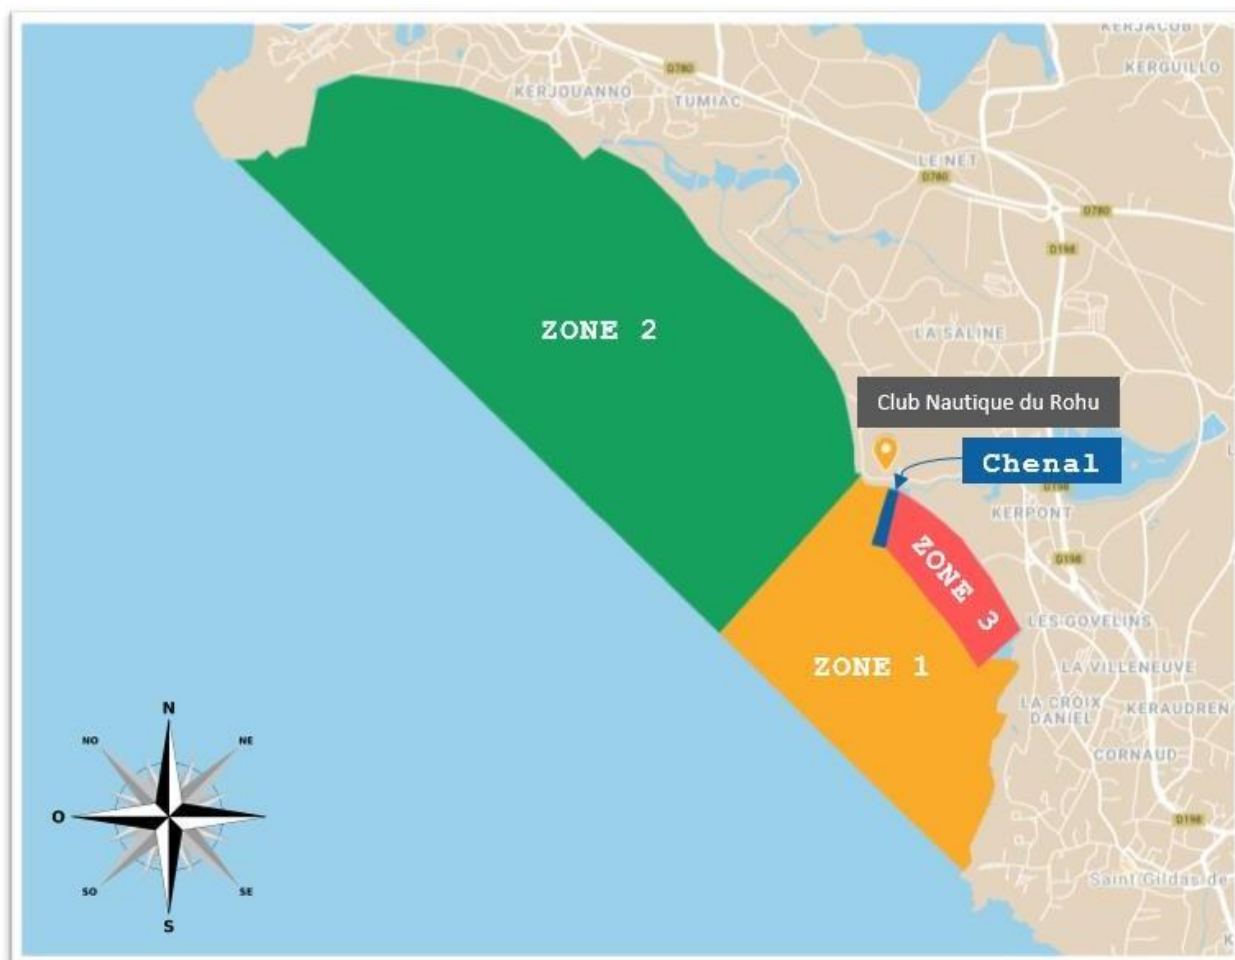 KERJACOB
KERGUILLO
D780
KERJOUANNO
TUMIAC
LE NET
D780
D780
D198
ZONE 2
LA SALINE
Club Nautique du Rohu
Chenal
D198
KERPONT
D198
ZONE 3
LES GOVELINS
ZONE 1
LA VILLENEUVE
LA CROIX
DANIEL
KERAUDREN
CORNAUD
D198
Saint Gildas de
N
NO
NE
O
SO
SE
S